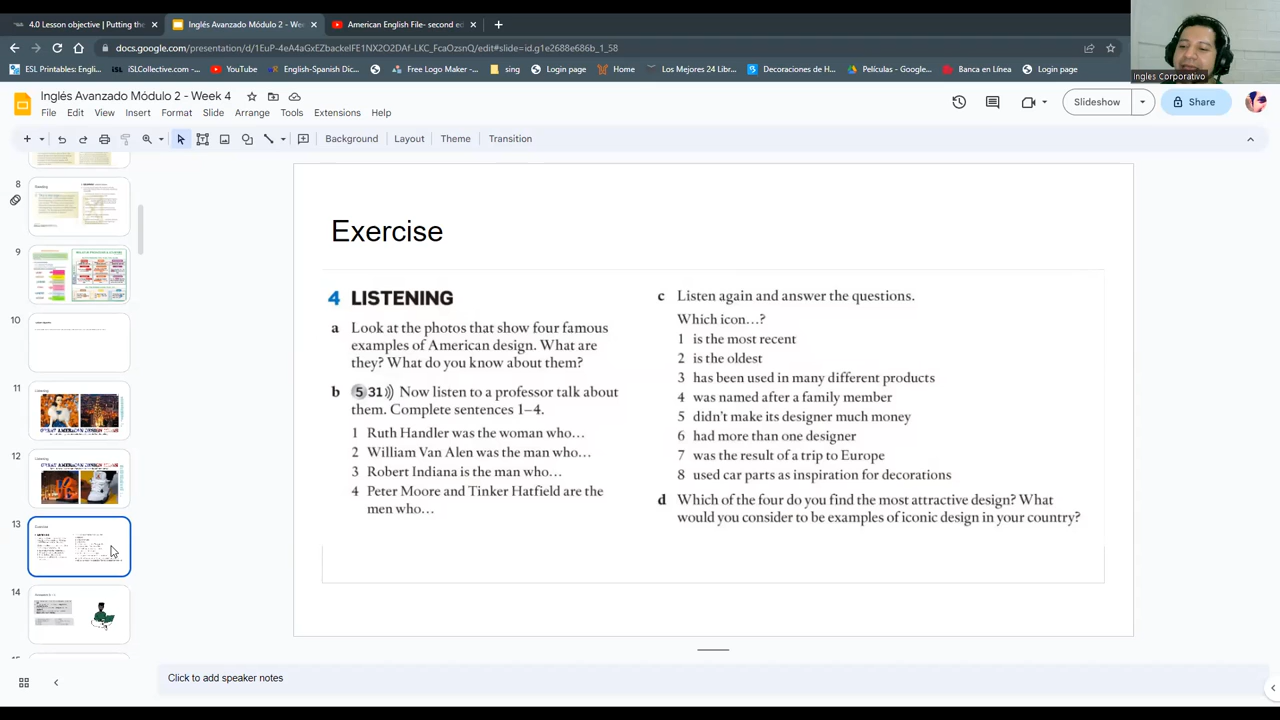 4.0 Lesson objective | Putting the
Inglés Avanzado Módulo 2 - We
American English File- second ed
docs.google.com/presentation/d/1EuP-4eA4aGxEZbackeIFE1NX2O2DAf-LKC_FcaOzsnQ/edit#slide=id.g1e2688e686b_1_58
ESL Printables: Engli...
iSLCollective.com -...
YouTube
English-Spanish Dic...
Free Logo Make
Login page
Home
Los Mejores 24 Libr...
Decoraciones de H...
Películas - Google...
Banca en Línea
Login page
Ingles Corporativo
Inglés Avanzado Módulo 2 - Week 4
File Edit View Insert Format Slide Arrange Tools Extensions Help
Slideshow
Share
Background Layout Theme Transition
8
9
10
11
12
13
14
Exercise
4 LISTENING
a Look at the photos that show four famous
examples of American design. What are
they? What do you know about them?
b 5 31 Now listen to a professor talk about
them. Complete sentences 1–4.
1 Ruth Handler was the woman who…
2 William Van Alen was the man who…
3 Robert Indiana is the man who…
4 Peter Moore and Tinker Hatfield are the
men who…
c Listen again and answer the questions.
Which icon…?
1 is the most recent
2 is the oldest
3 has been used in many different products
4 was named after a family member
5 didn't make its designer much money
6 had more than one designer
7 was the result of a trip to Europe
8 used car parts as inspiration for decorations
d Which of the four do you find the most attractive design? What
would you consider to be examples of iconic design in your country?
Click to add speaker notes